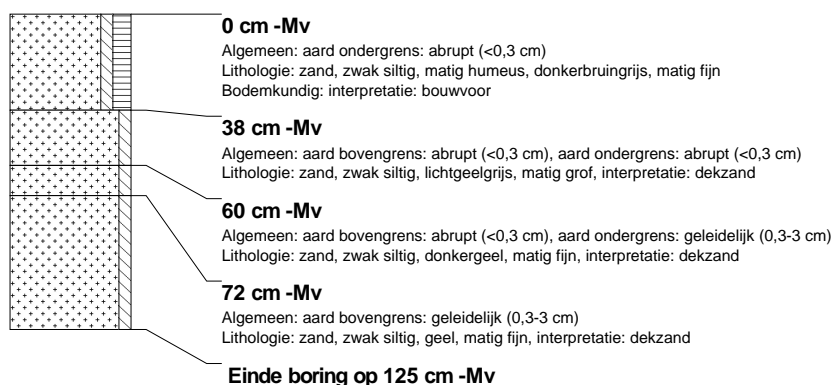 0 cm -Mv
Algemeen: aard ondergrens: abrupt (<0,3 cm)
Lithologie: zand, zwak siltig, matig humeus, donkerbruingrijs, matig fijn
Bodemkundig: interpretatie: bouwvoor
38 cm -Mv
Algemeen: aard bovengrens: abrupt (<0,3 cm), aard ondergrens: abrupt (<0,3 cm)
Lithologie: zand, zwak siltig, lichtgeelgrijs, matig grof, interpretatie: dekzand
60 cm -Mv
Algemeen: aard bovengrens: abrupt (<0,3 cm), aard ondergrens: geleidelijk (0,3-3 cm)
Lithologie: zand, zwak siltig, donkergeel, matig fijn, interpretatie: dekzand
72 cm -Mv
Algemeen: aard bovengrens: geleidelijk (0,3-3 cm)
Lithologie: zand, zwak siltig, geel, matig fijn, interpretatie: dekzand
Einde boring op 125 cm -Mv